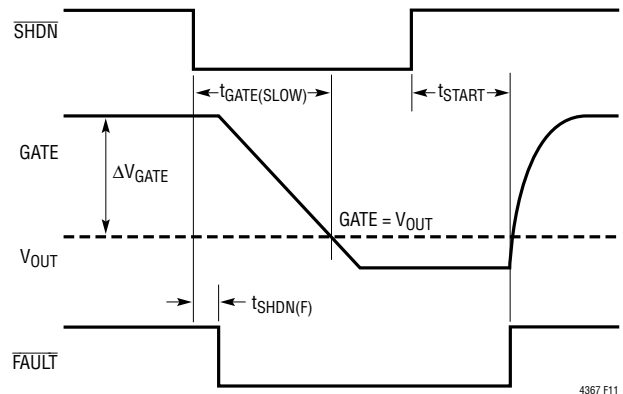 SHDN
tGATE(SLOW)
tSTART
GATE
ΔVGATE
GATE = VOUT
VOUT
tSHDN(F)
FAULT
4367 F11